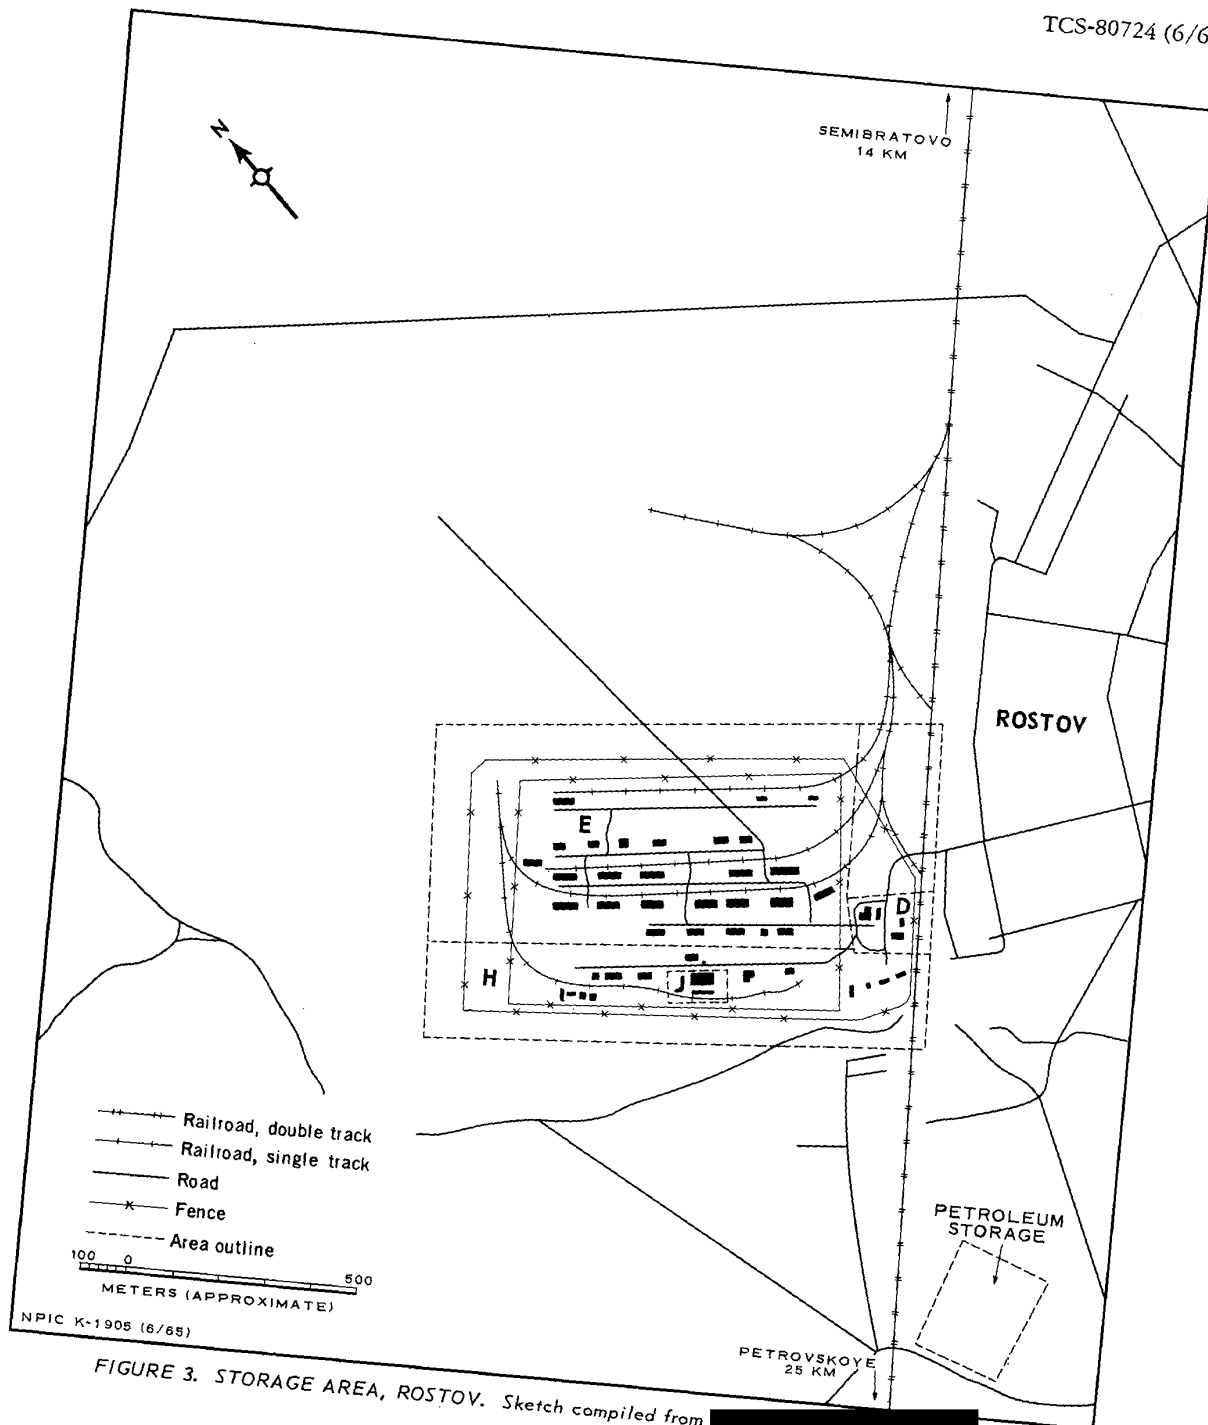 TCS-80724 (6/6
N
SEMIBRATOVO
14 KM
ROSTOV
E
D
H
J
Railroad, double track
Railroad, single track
Road
Fence
Area outline
100 0 500
METERS (APPROXIMATE)
NPIC K-1905 (6/65)
PETROLEUM
STORAGE
PETROVSKOYE
25 KM
FIGURE 3. STORAGE AREA, ROSTOV. Sketch compiled from